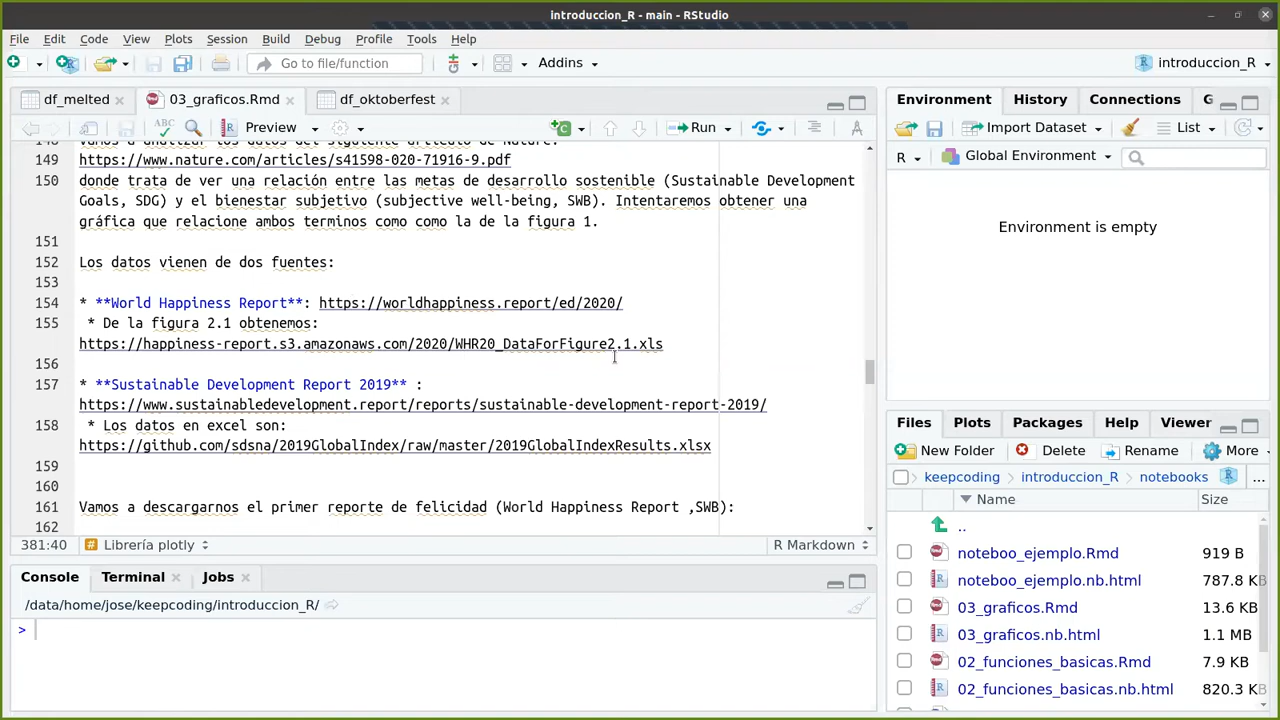 introduccion_R - main - RStudio
File Edit Code View Plots Session Build Debug Profile Tools Help
Go to file/function Addins introduccion_R
df_melted 03_graficos.Rmd df_oktoberfest
ABC Preview Run
148 Vamos a analizar los datos del siguiente articulo de Nature:
149 https://www.nature.com/articles/s41598-020-71916-9.pdf
150 donde trata de ver una relación entre las metas de desarrollo sostenible (Sustainable Development
Goals, SDG) y el bienestar subjetivo (subjective well-being, SWB). Intentaremos obtener una
gráfica que relacione ambos terminos como como la de la figura 1.
151
152 Los datos vienen de dos fuentes:
153
154 * **World Happiness Report**: https://worldhappiness.report/ed/2020/
155 * De la figura 2.1 obtenemos:
https://happiness-report.s3.amazonaws.com/2020/WHR20_DataForFigure2.1.xls
156
157 * **Sustainable Development Report 2019** :
https://www.sustainabledevelopment.report/reports/sustainable-development-report-2019/
158 * Los datos en excel son:
https://github.com/sdsna/2019GlobalIndex/raw/master/2019GlobalIndexResults.xlsx
159
160
161 Vamos a descargarnos el primer reporte de felicidad (World Happiness Report ,SWB):
162
381:40 # Librería plotly R Markdown
Console Terminal Jobs
/data/home/jose/keepcoding/introduccion_R/
>
Environment History Connections G
Import Dataset List
R Global Environment
Environment is empty
Files Plots Packages Help Viewer
New Folder Delete Rename More
keepcoding introduccion_R notebooks R ...
Name Size
..
noteboo_ejemplo.Rmd 919 B
noteboo_ejemplo.nb.html 787.8 KB
03_graficos.Rmd 13.6 KB
03_graficos.nb.html 1.1 MB
02_funciones_basicas.Rmd 7.9 KB
02_funciones_basicas.nb.html 820.3 KB